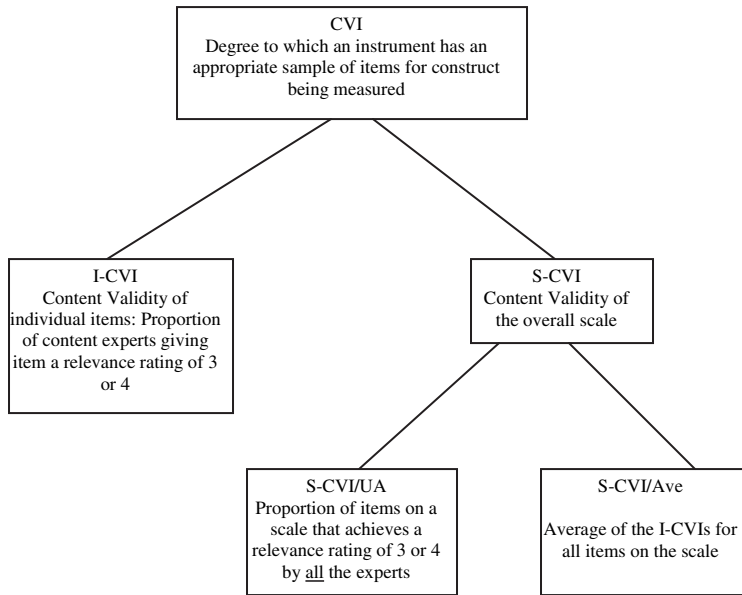 CVI
Degree to which an instrument has an
appropriate sample of items for construct
being measured
I-CVI
Content Validity of
individual items: Proportion
of content experts giving
item a relevance rating of 3
or 4
S-CVI
Content Validity of
the overall scale
S-CVI/UA
Proportion of items on a
scale that achieves a
relevance rating of 3 or 4
by all the experts
S-CVI/Ave
Average of the I-CVIs for
all items on the scale